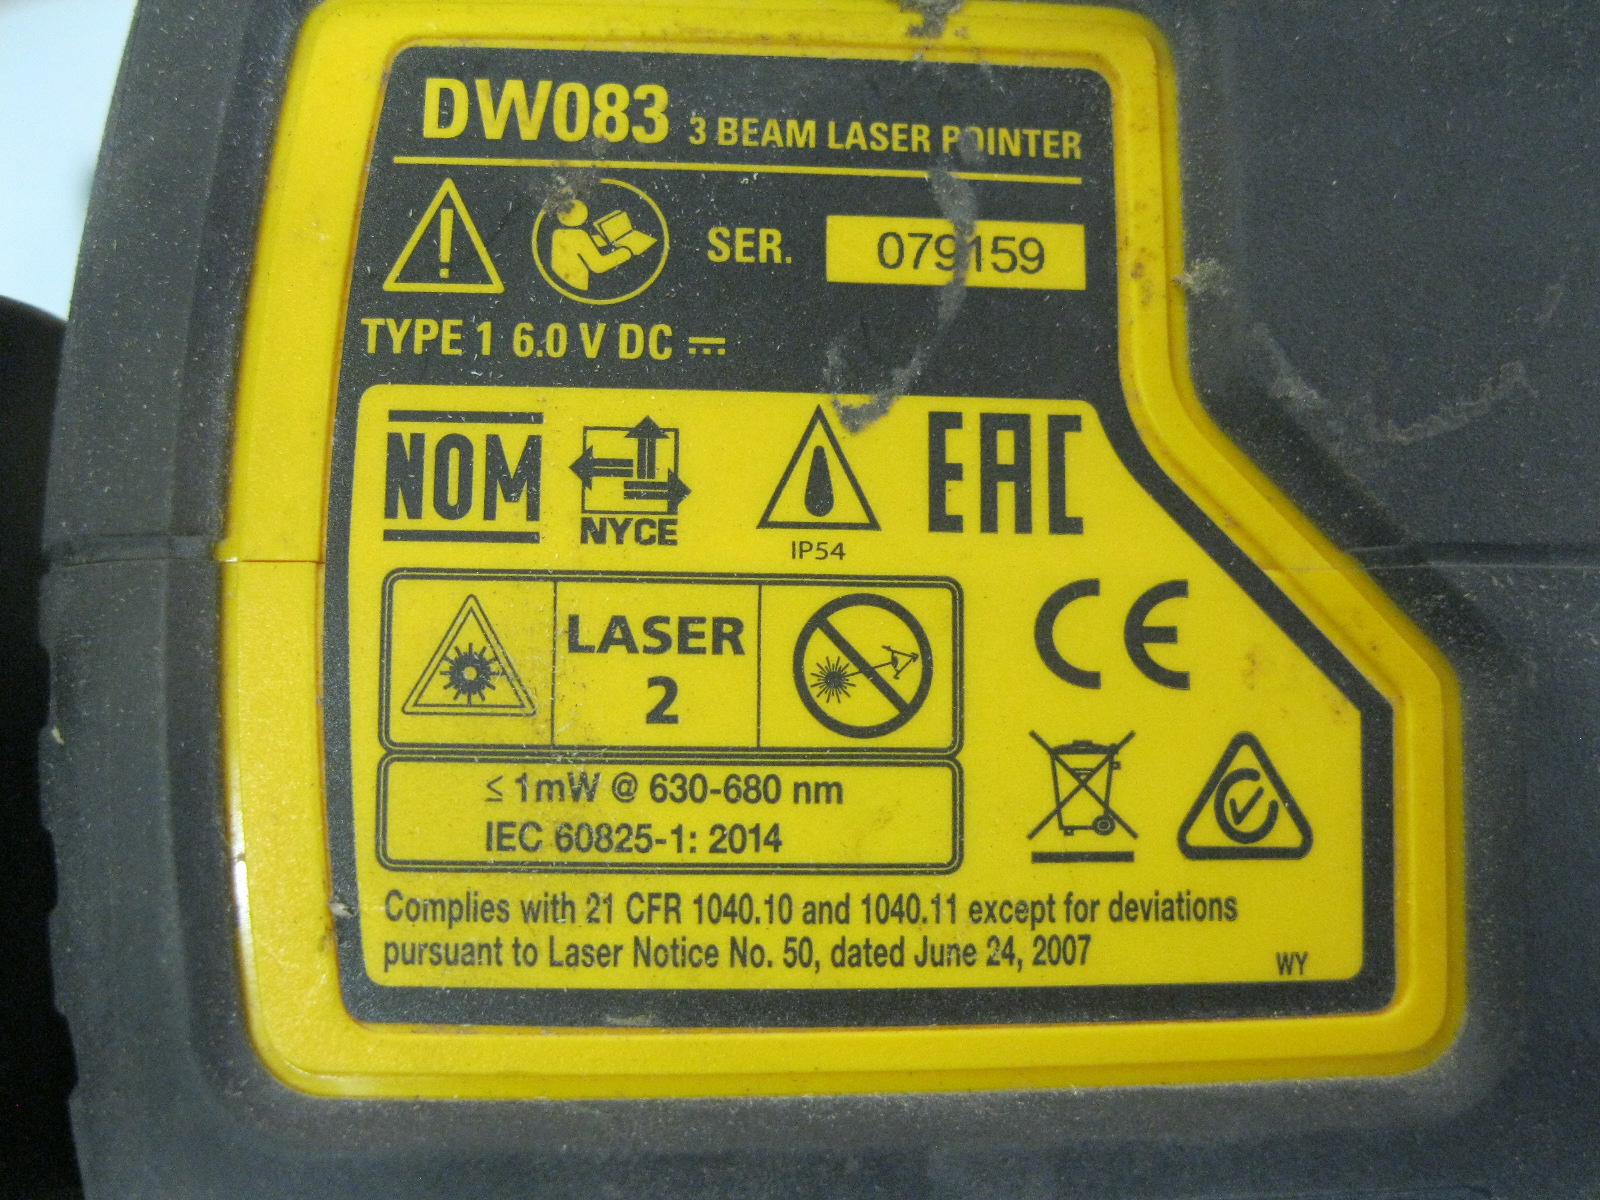 DW083 3 BEAM LASER POINTER
SER. 079159
TYPE 1 6.0 V DC
NOM NYCE IP54 EAC
LASER
2
CE
≤ 1mW @ 630-680 nm
IEC 60825-1: 2014
Complies with 21 CFR 1040.10 and 1040.11 except for deviations
pursuant to Laser Notice No. 50, dated June 24, 2007
WY